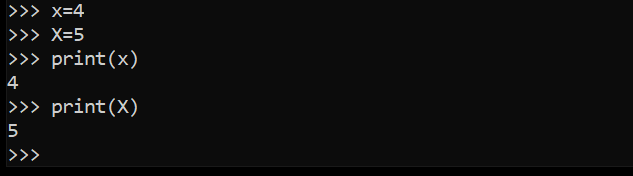 >>> x=4
>>> X=5
>>> print(x)
4
>>> print(X)
5
>>>